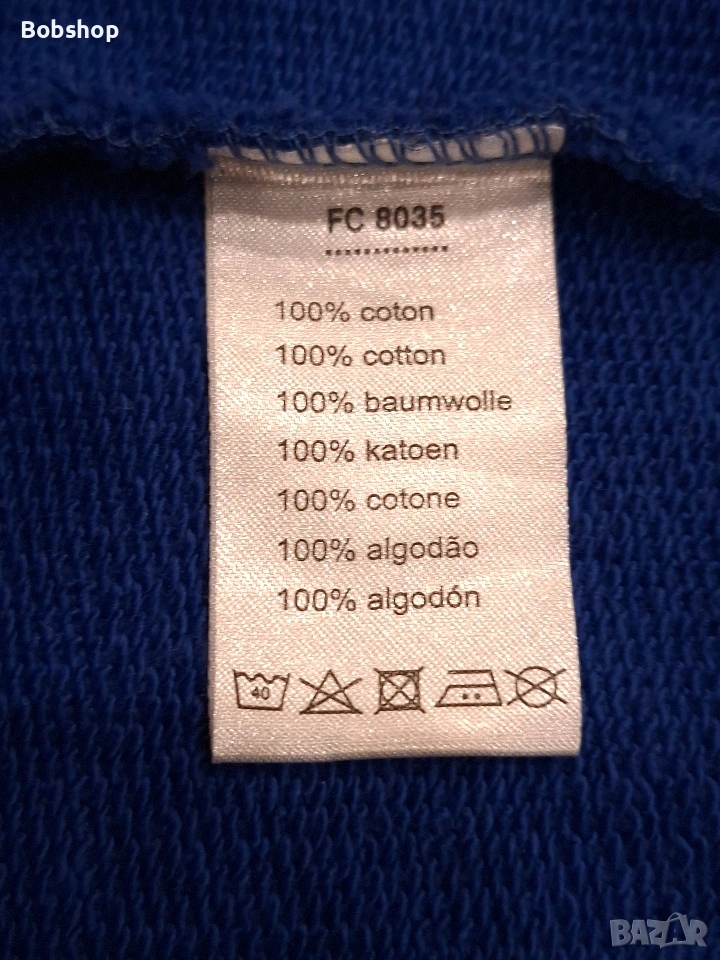 Bobshop
FC 8035
100% coton
100% cotton
100% baumwolle
100% katoen
100% cotone
100% algodão
100% algodón
40
BAZAR